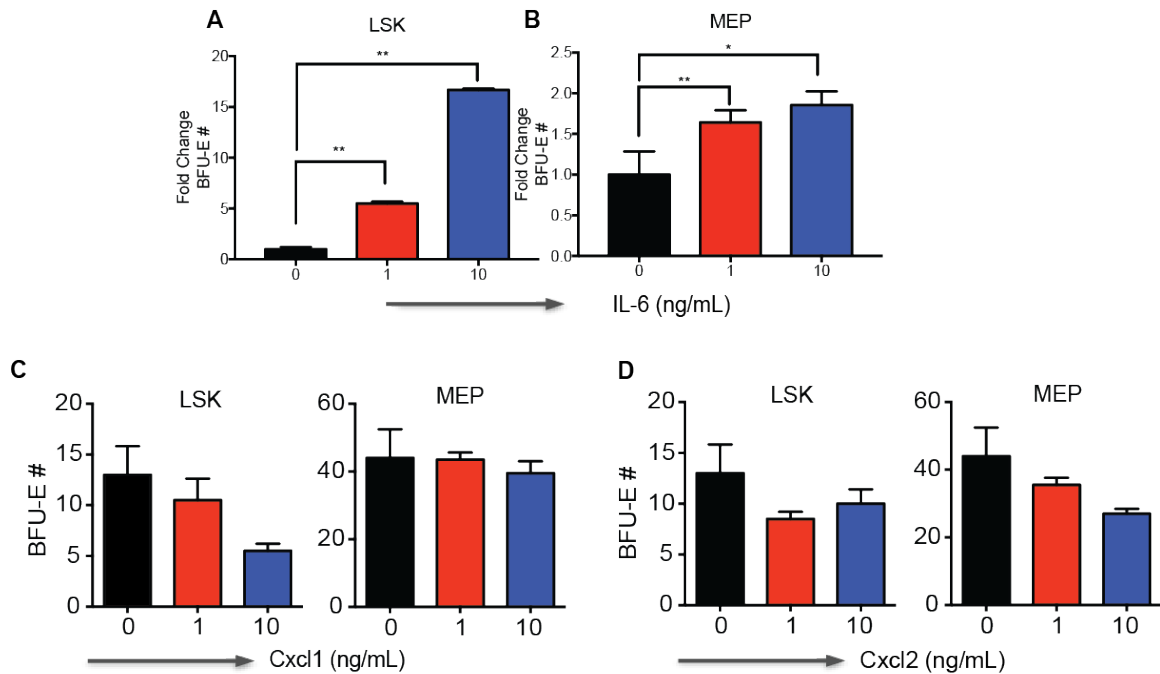 A
LSK
Fold Change
BFU-E #
20
15
10
5
0
**
**
0 1 10
B
MEP
Fold Change
BFU-E #
2.5
2.0
1.5
1.0
0.5
0.0
*
**
0 1 10
IL-6 (ng/mL)
C
LSK
BFU-E #
20
15
10
5
0
0 1 10
MEP
60
40
20
0
0 1 10
Cxcl1 (ng/mL)
D
LSK
BFU-E #
20
15
10
5
0
0 1 10
MEP
60
40
20
0
0 1 10
Cxcl2 (ng/mL)